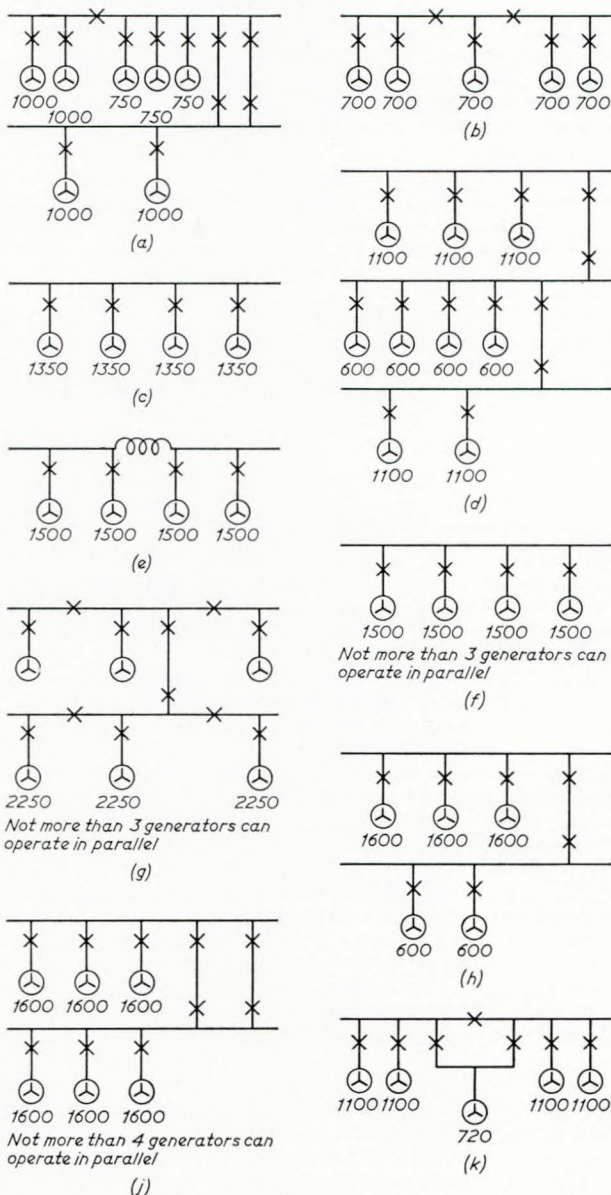 1000 1000 750 750 750
1000 1000
(a)
700 700 700 700 700
(b)
1350 1350 1350 1350
(c)
1100 1100 1100
600 600 600 600
1100 1100
(d)
1500 1500 1500 1500
(e)
1500 1500 1500 1500
Not more than 3 generators can
operate in parallel
(f)
2250 2250 2250
Not more than 3 generators can
operate in parallel
(g)
1600 1600 1600
600 600
(h)
1600 1600 1600
1600 1600 1600
Not more than 4 generators can
operate in parallel
(j)
1100 1100 720 1100 1100
(k)